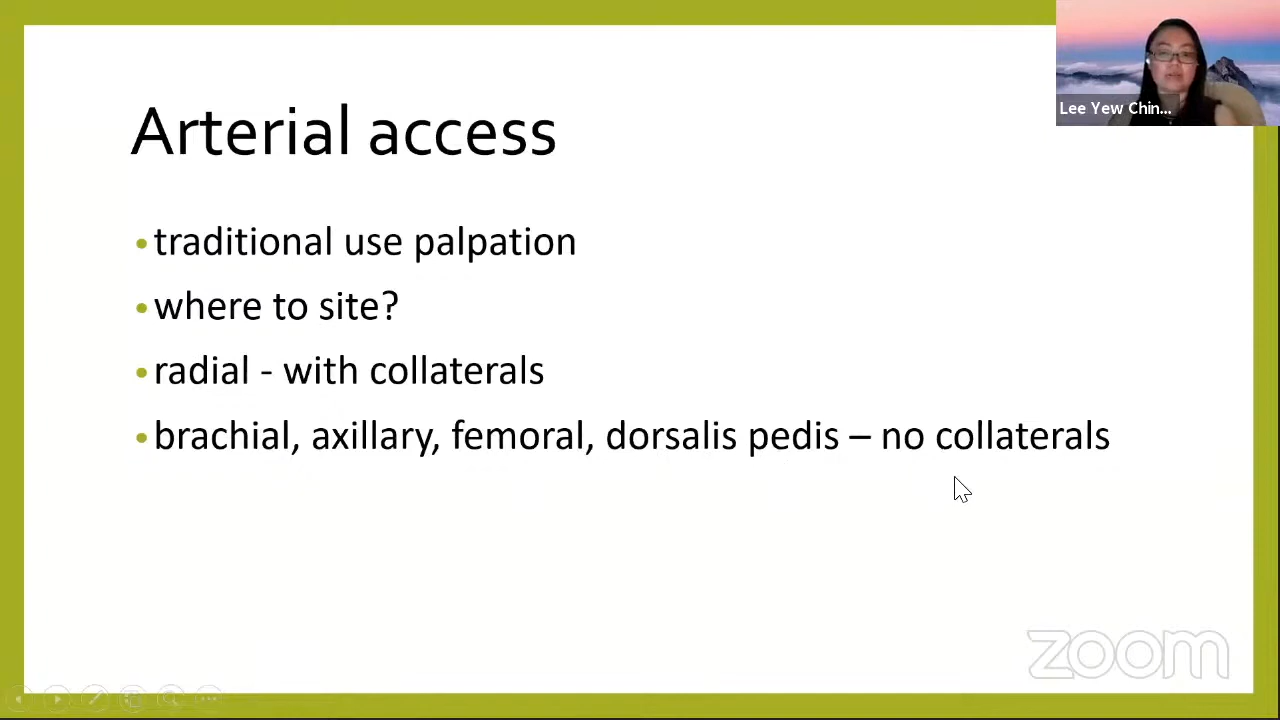 Lee Yew Chin...
Arterial access
•traditional use palpation
•where to site?
•radial - with collaterals
•brachial, axillary, femoral, dorsalis pedis – no collaterals
zoom